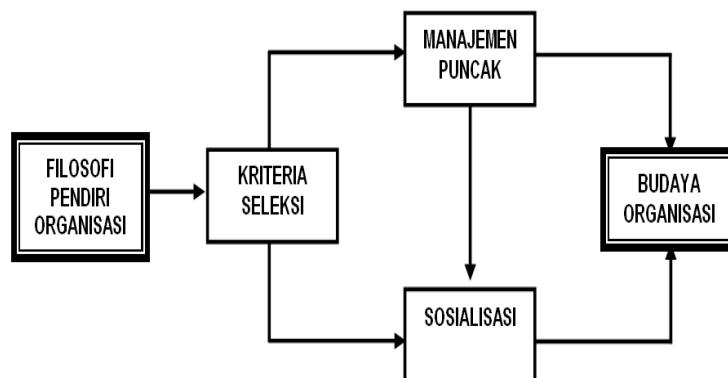 MANAJEMEN
PUNCAK
FILOSOFI
PENDIRI
ORGANISASI
KRITERIA
SELEKSI
BUDAYA
ORGANISASI
SOSIALISASI